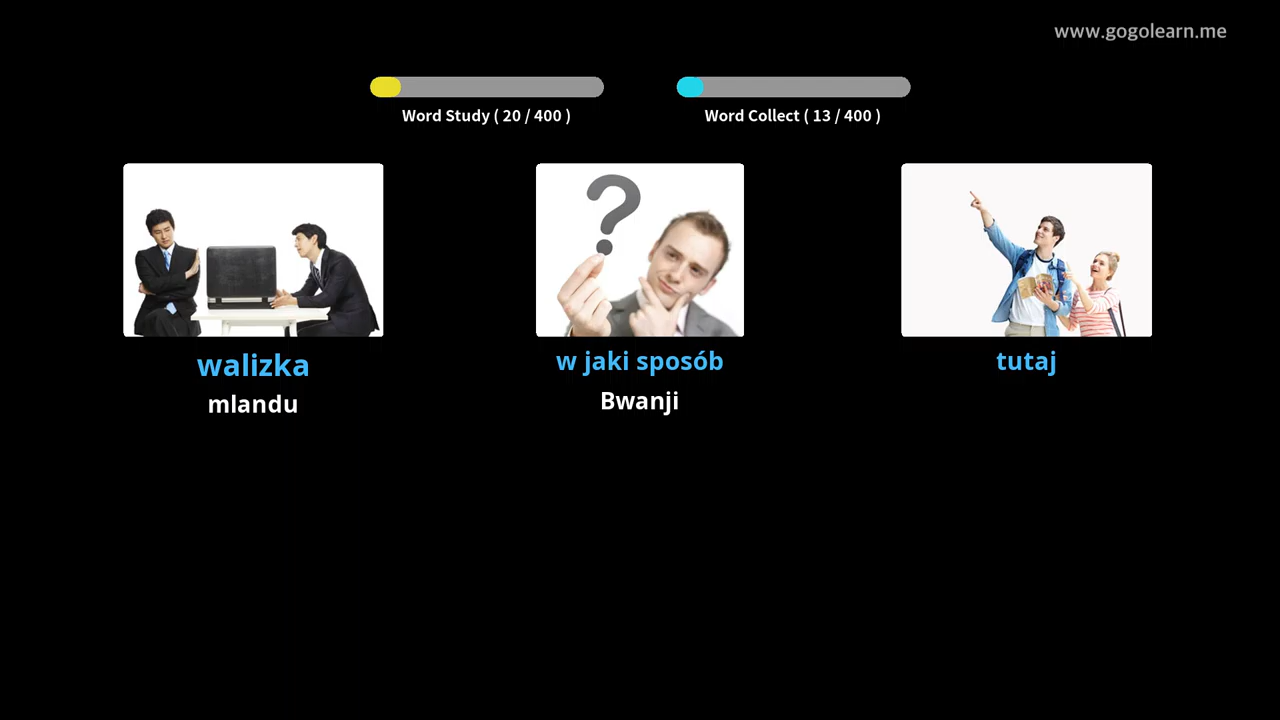 www.gogolearn.me
Word Study ( 20 / 400 )
Word Collect ( 13 / 400 )
walizka
mlandu
w jaki sposób
Bwanji
tutaj